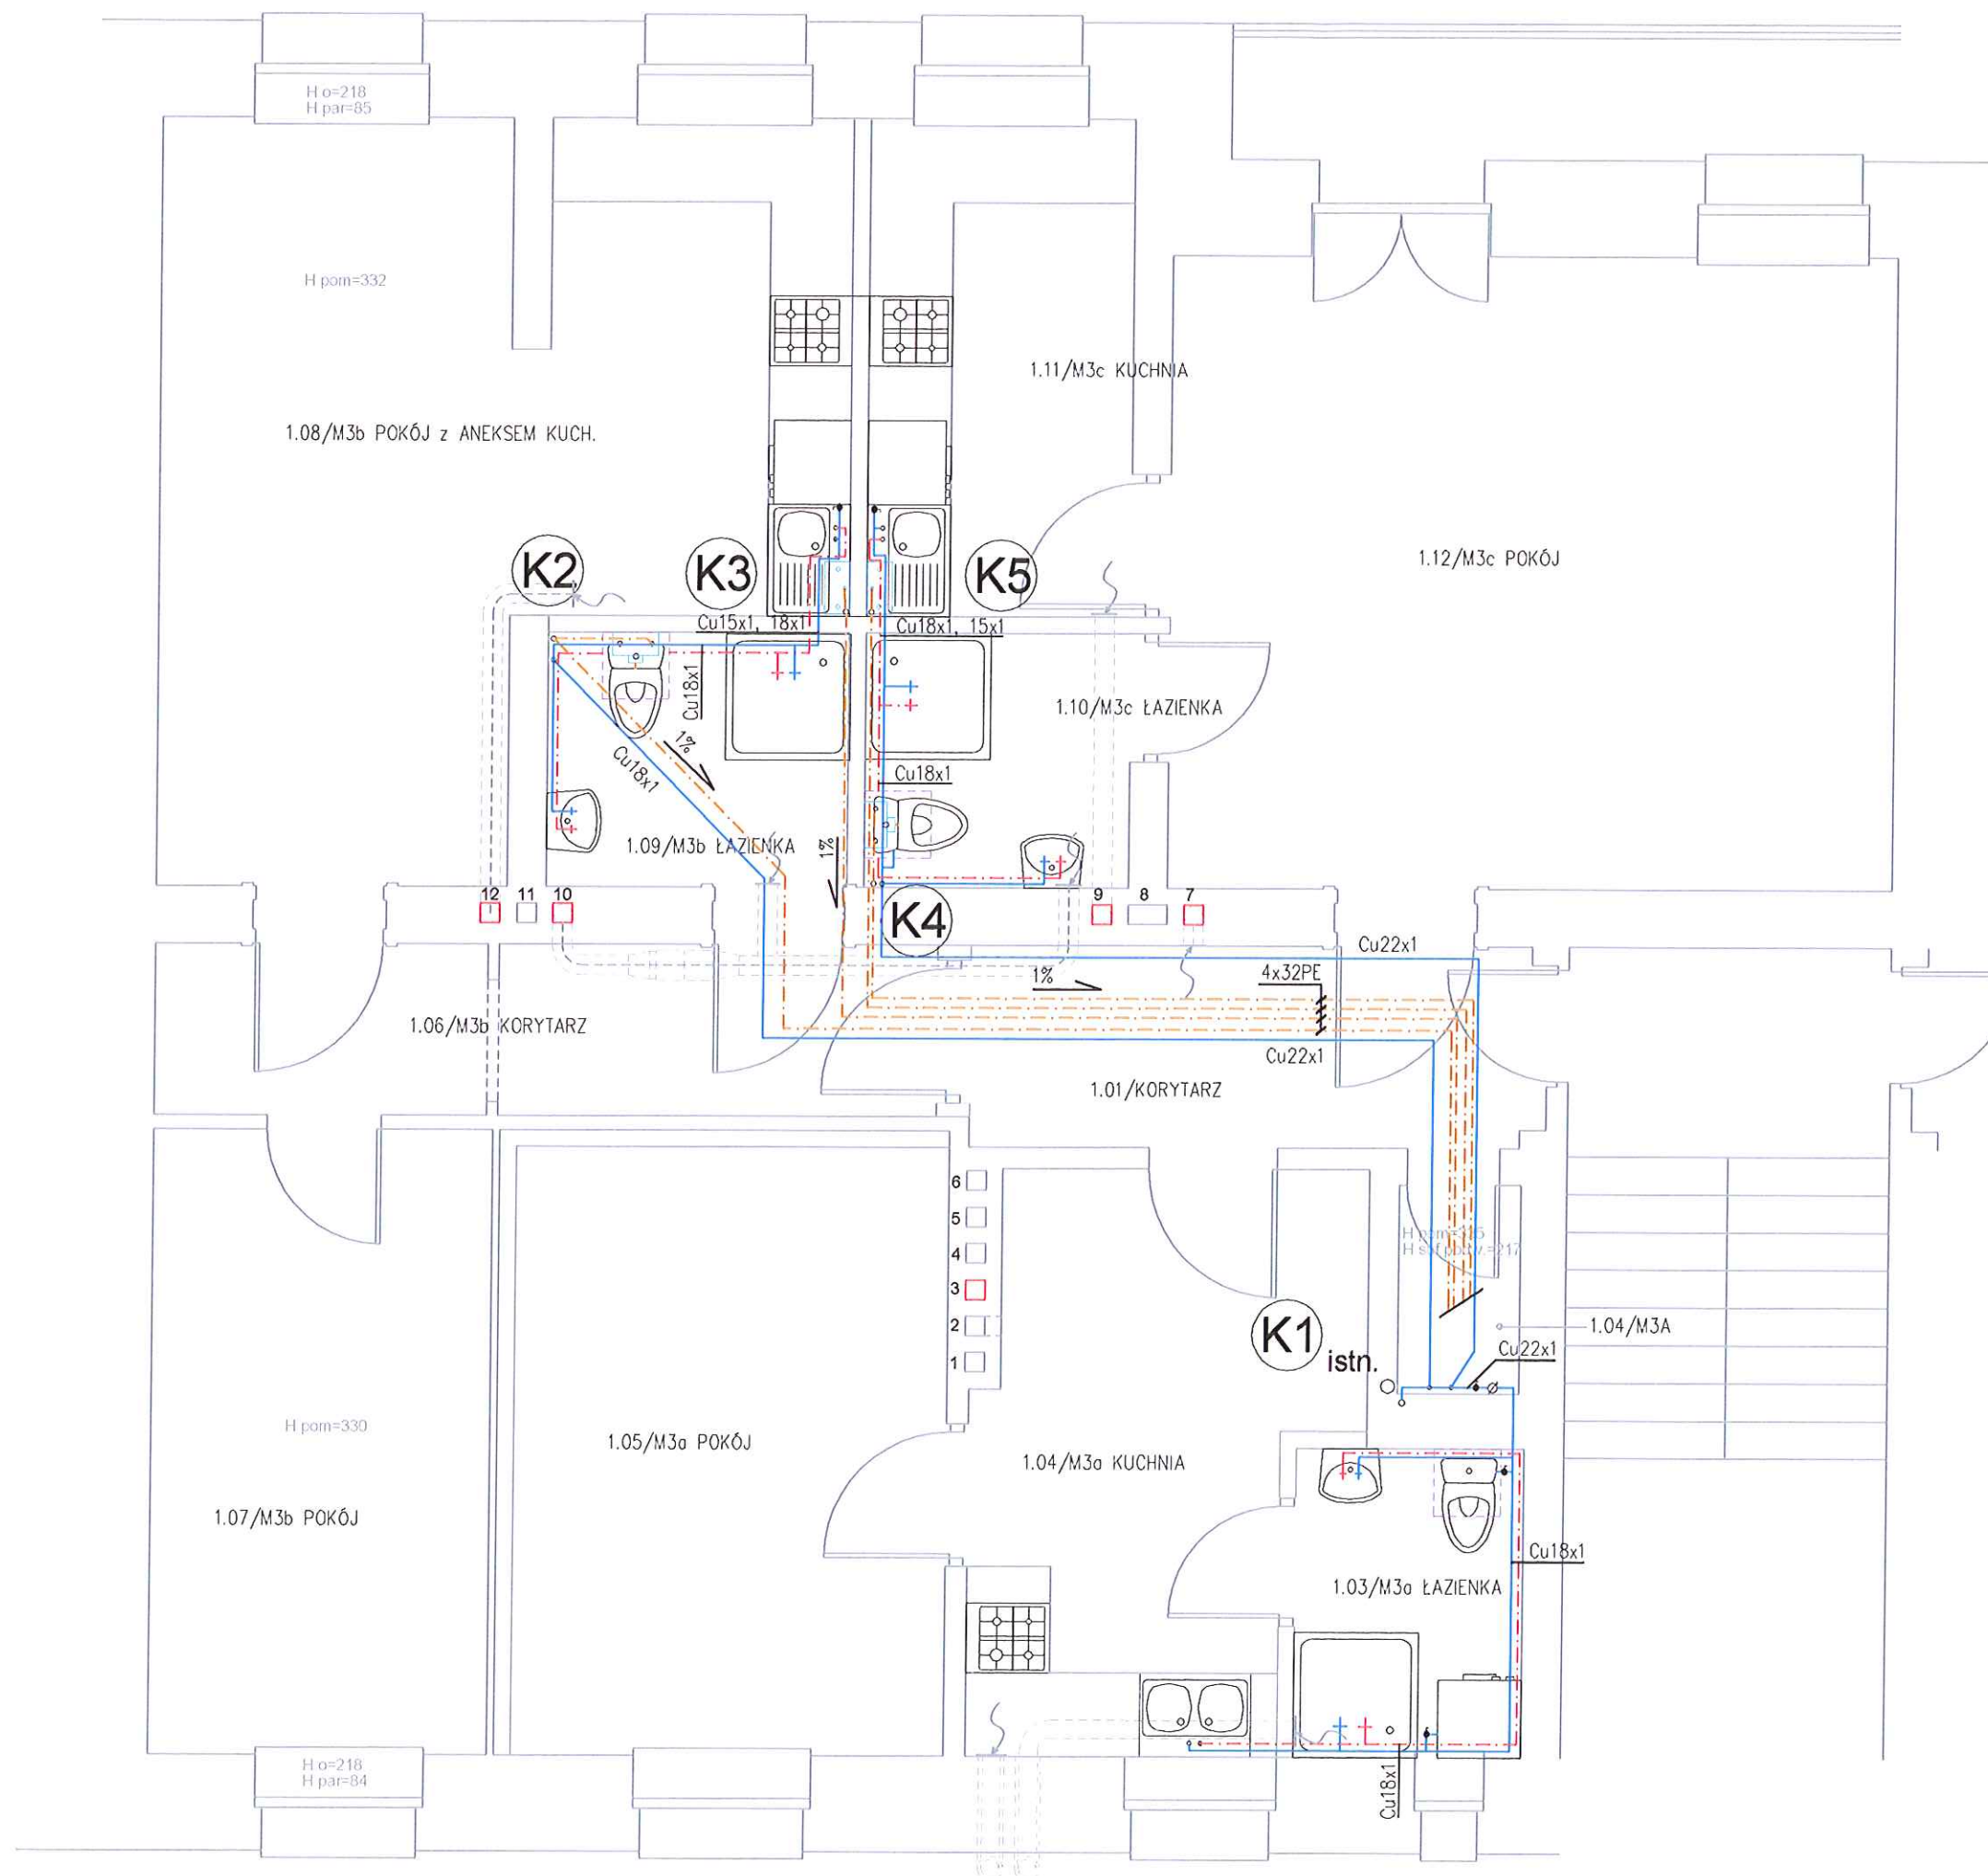 H o=218
H par=85
H pom=332
1.11/M3c KUCHNIA
1.08/M3b POKÓJ z ANEKSEM KUCH.
1.12/M3c POKÓJ
K2
K3
K5
Cu15x1, 18x1
Cu18x1, 15x1
Cu18x1
1.10/M3c ŁAZIENKA
1%
Cu18x1
Cu18x1
1.09/M3b ŁAZIENKA
1%
12
11
10
9
8
7
K4
Cu22x1
1%
4x32PE
1.06/M3b KORYTARZ
Cu22x1
1.01/KORYTARZ
6
5
4
3
2
1
K1
istn.
1.04/M3A
Cu22x1
H pom=330
1.05/M3a POKÓJ
1.04/M3a KUCHNIA
1.07/M3b POKÓJ
Cu18x1
1.03/M3a ŁAZIENKA
H o=218
H par=84
Cu18x1